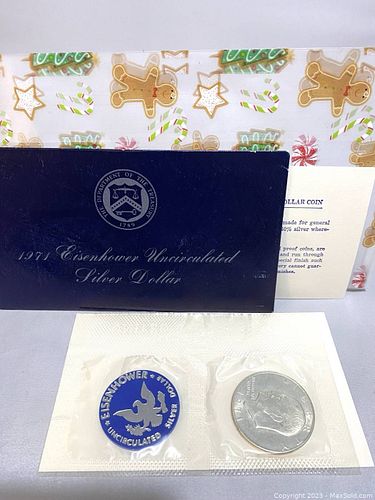 THE DEPARTMENT OF THE TREASURY
1789
1971 Eisenhower Uncirculated
Silver Dollar
DOLLAR COIN
made for general
silver where-
proof coins, are
and run through
special finish such
cannot guar-
EISENHOWER
SILVER DOLLAR
UNCIRCULATED
Copyright 2023 - MaxSold.com